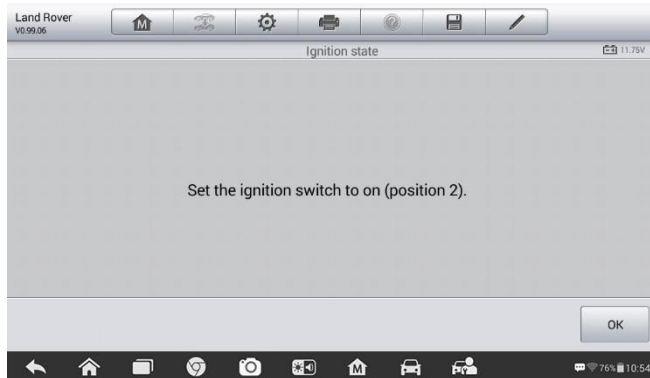 Land Rover
V0.99.06
Ignition state
11.75V
Set the ignition switch to on (position 2).
OK
76% 10:54